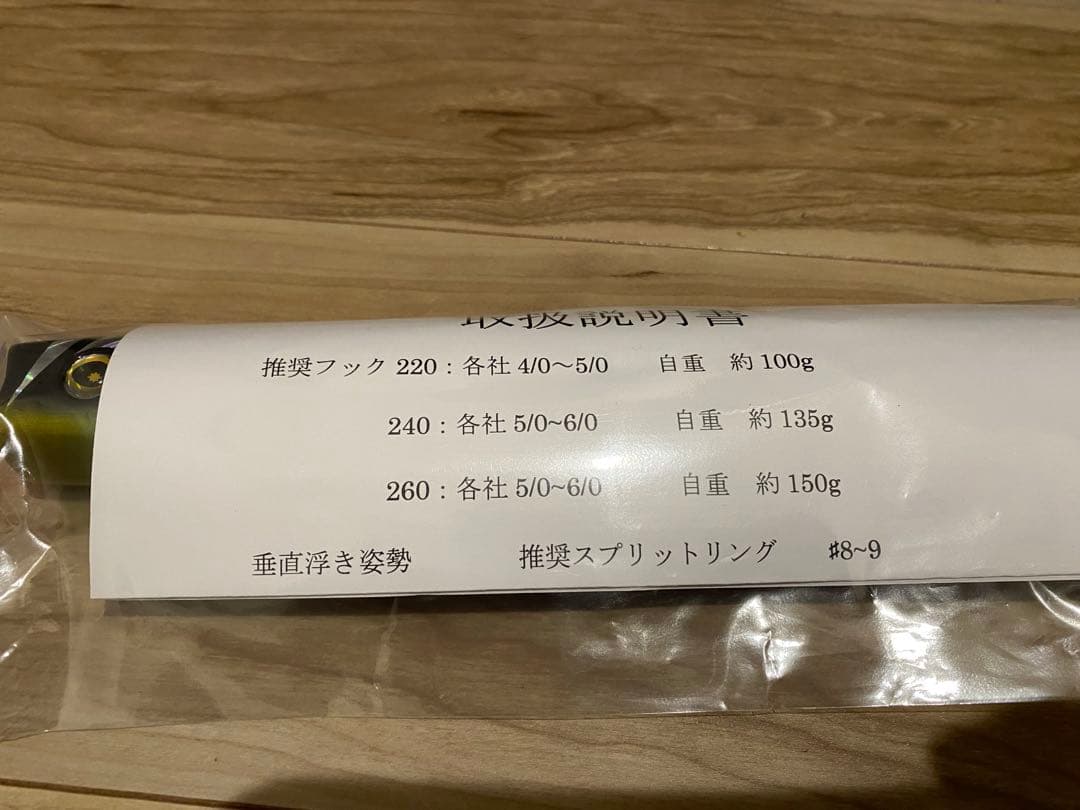 取扱説明書
推奨フック 220：各社 4/0～5/0 自重 約 100g
240：各社 5/0~6/0 自重 約 135g
260：各社 5/0~6/0 自重 約 150g
垂直浮き姿勢 推奨スプリットリング ♯8~9